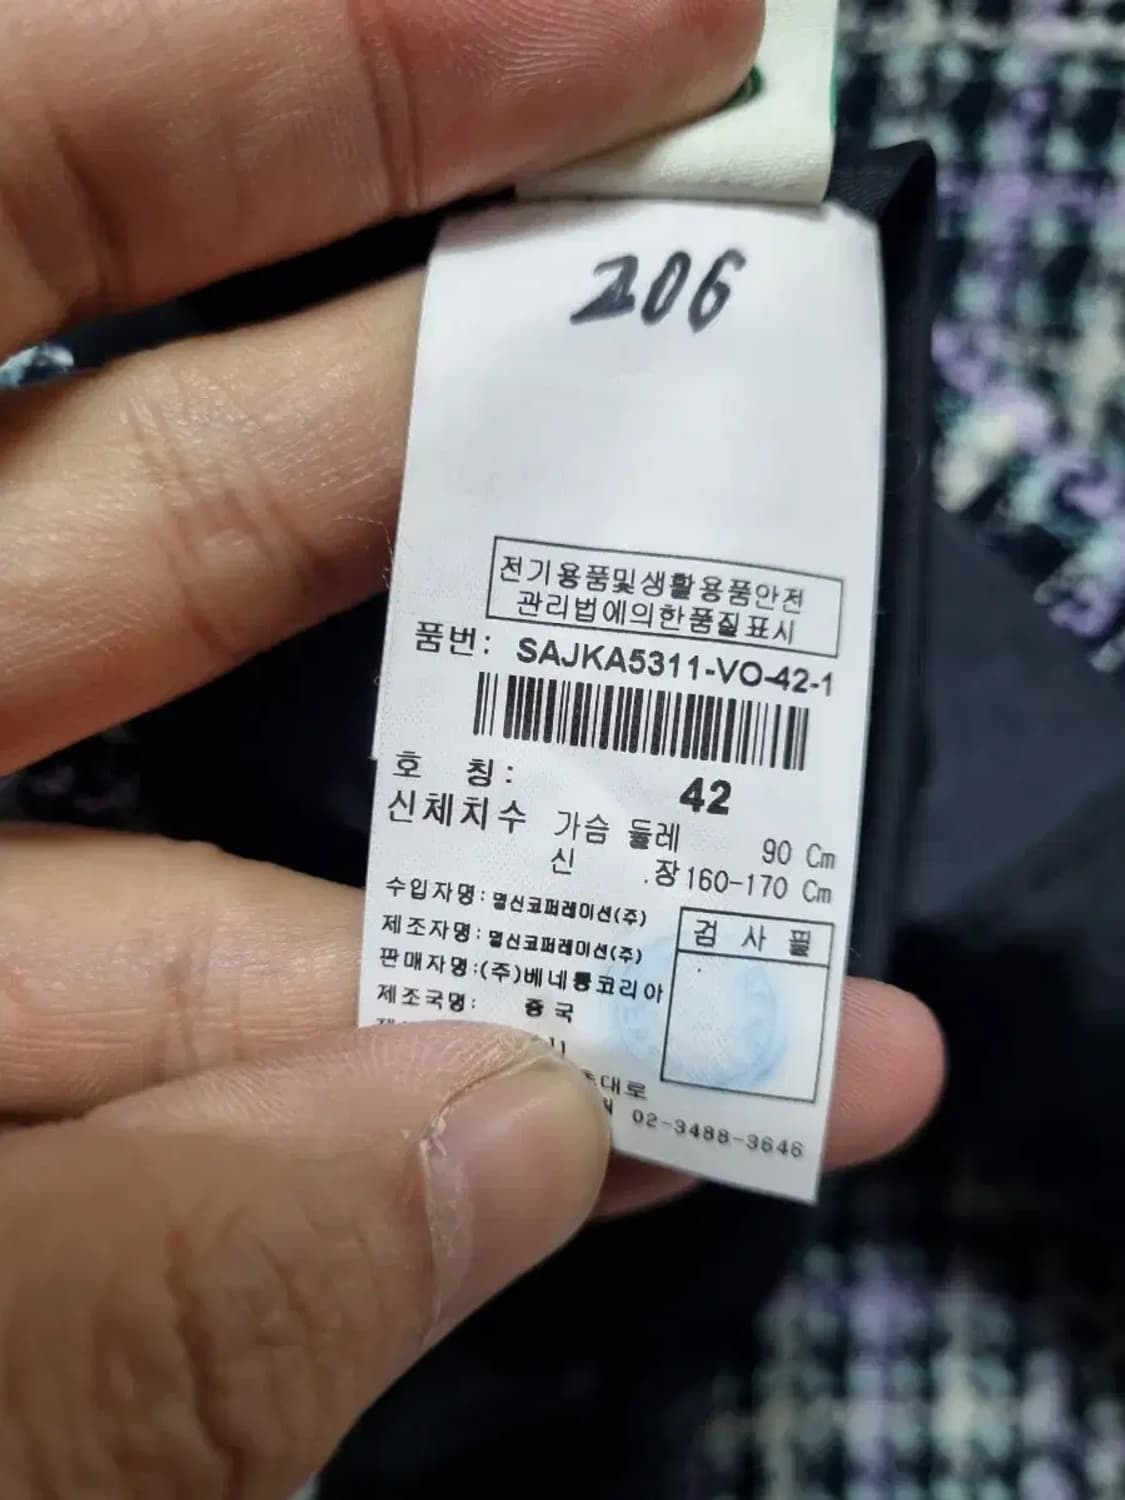 206
전기용품및생활용품안전
관리법에의한품질표시
품번: SAJKA5311-VO-42-1
호 칭: 42
신체치수 가슴 둘레 90 Cm
신 .장 160-170 Cm
수입자명: 명신코퍼레이션(주)
제조자명: 명신코퍼레이션(주)
판매자명:(주)베네통코리아
제조국명: 중국
검 사 필
대로
02-3488-3646